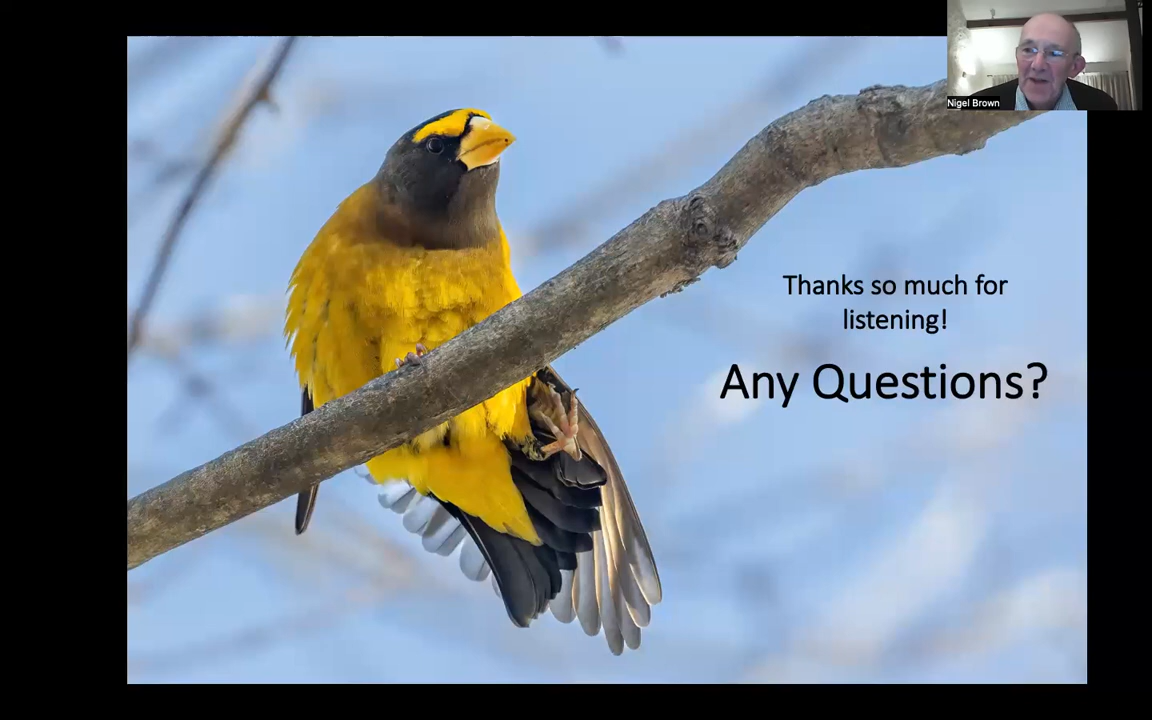 Nigel Brown
Thanks so much for
listening!
Any Questions?